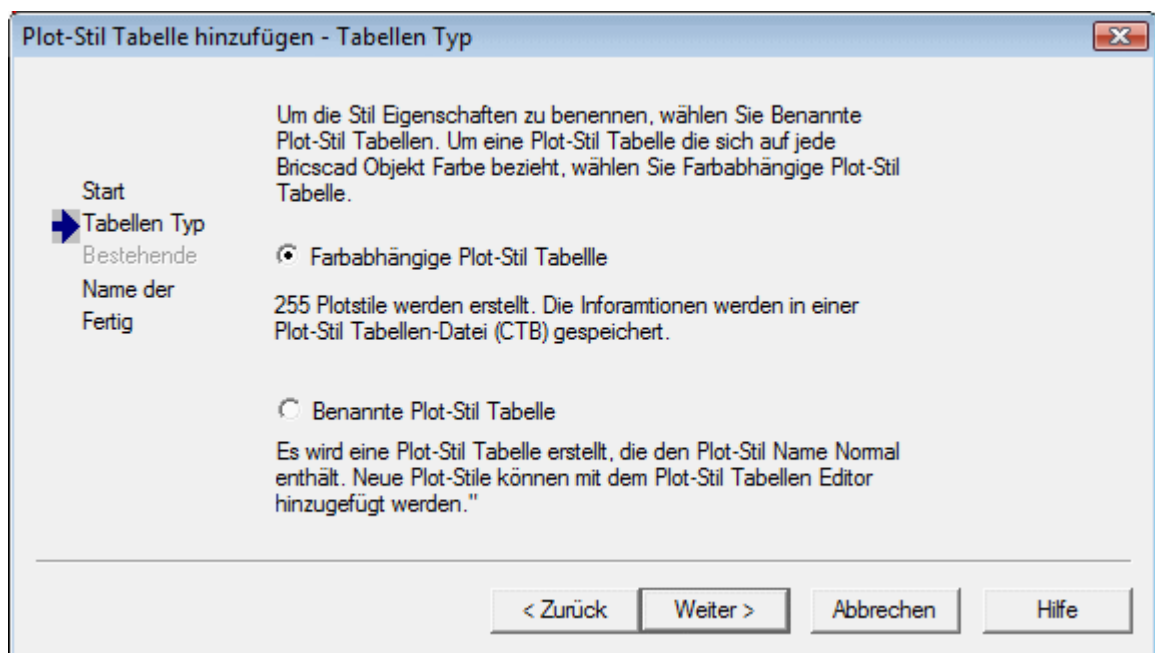 Plot-Stil Tabelle hinzufügen - Tabellen Typ
Um die Stil Eigenschaften zu benennen, wählen Sie Benannte
Plot-Stil Tabellen. Um eine Plot-Stil Tabelle die sich auf jede
Bricscad Objekt Farbe bezieht, wählen Sie Farbabhängige Plot-Stil
Tabelle.
Start
Tabellen Typ
Bestehende
Name der
Fertig
Farbabhängige Plot-Stil Tabellle
255 Plotstile werden erstellt. Die Inforamtionen werden in einer
Plot-Stil Tabellen-Datei (CTB) gespeichert.
Benannte Plot-Stil Tabelle
Es wird eine Plot-Stil Tabelle erstellt, die den Plot-Stil Name Normal
enthält. Neue Plot-Stile können mit dem Plot-Stil Tabellen Editor
hinzugefügt werden."
< Zurück
Weiter >
Abbrechen
Hilfe